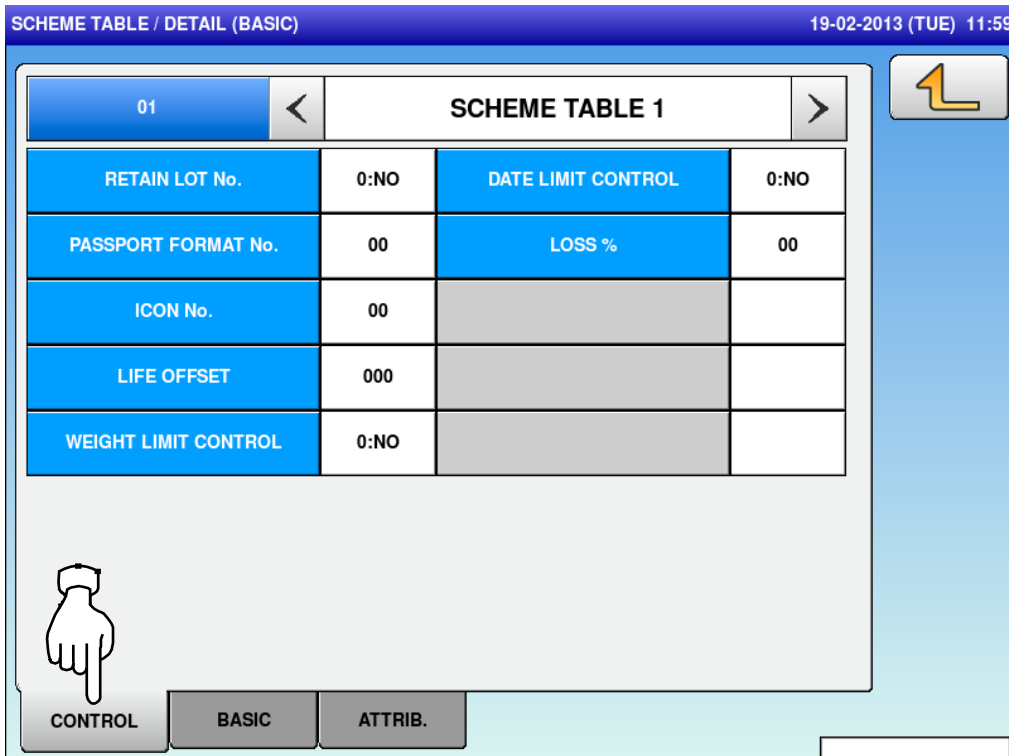 SCHEME TABLE / DETAIL (BASIC) 19-02-2013 (TUE) 11:59
01 SCHEME TABLE 1
RETAIN LOT No. 0:NO DATE LIMIT CONTROL 0:NO
PASSPORT FORMAT No. 00 LOSS % 00
ICON No. 00
LIFE OFFSET 000
WEIGHT LIMIT CONTROL 0:NO
CONTROL BASIC ATTRIB.